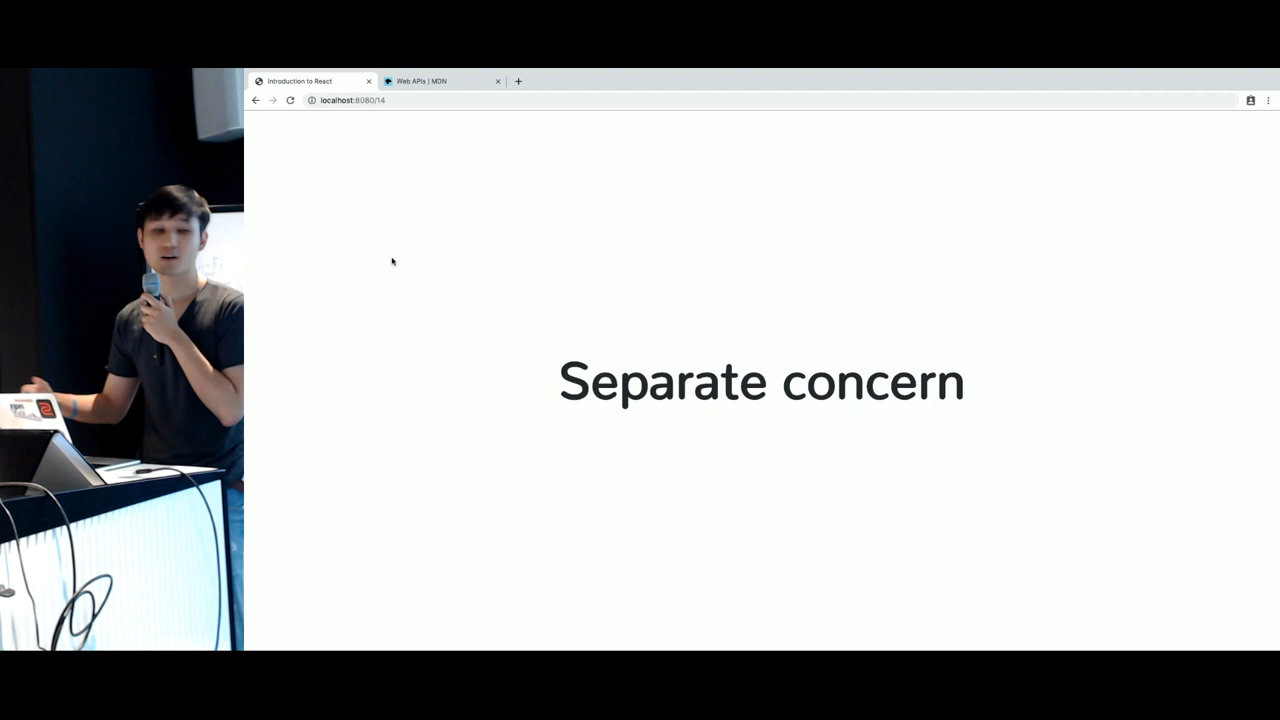 Introduction to React
Web APIs | MDN
localhost:8080/14
Separate concern